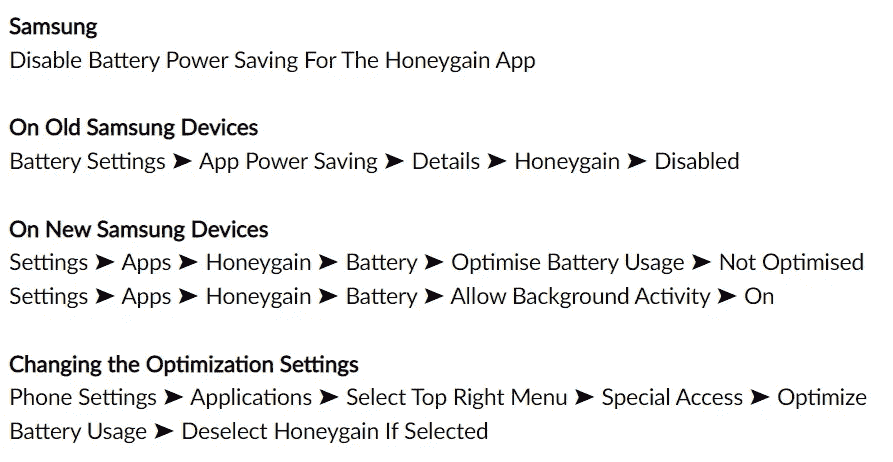 Samsung
Disable Battery Power Saving For The Honeygain App
On Old Samsung Devices
Battery Settings ➤ App Power Saving ➤ Details ➤ Honeygain ➤ Disabled
On New Samsung Devices
Settings ➤ Apps ➤ Honeygain ➤ Battery ➤ Optimise Battery Usage ➤ Not Optimised
Settings ➤ Apps ➤ Honeygain ➤ Battery ➤ Allow Background Activity ➤ On
Changing the Optimization Settings
Phone Settings ➤ Applications ➤ Select Top Right Menu ➤ Special Access ➤ Optimize
Battery Usage ➤ Deselect Honeygain If Selected